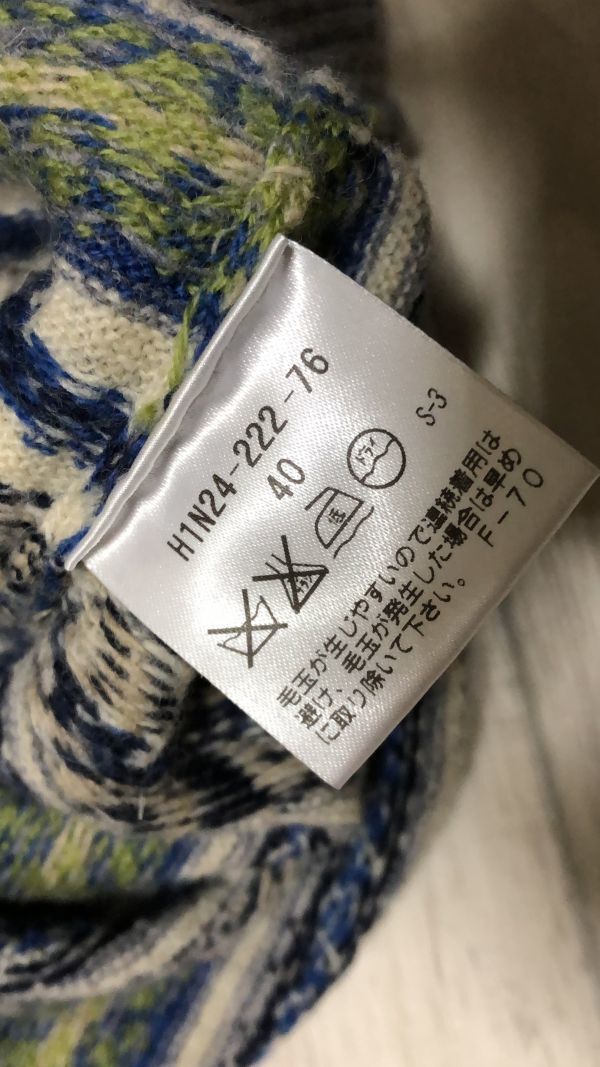 H1N24-222-76
40
S-3
ドライ
毛玉が生じやすいので連続着用は
避け、毛玉が発生した場合は早め
に取り除いて下さい。
F-70